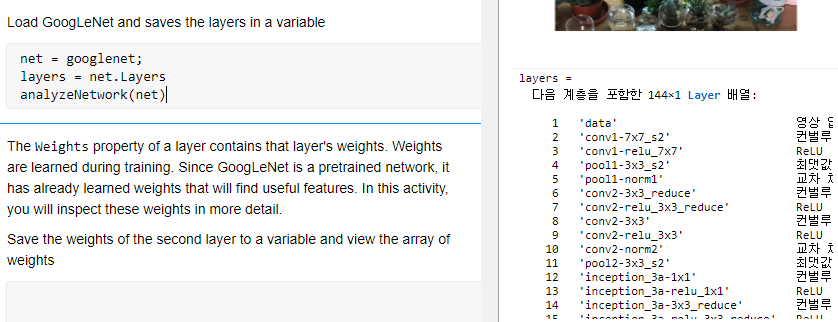 Load GoogLeNet and saves the layers in a variable
net = googlenet;
layers = net.Layers
analyzeNetwork(net)
The Weights property of a layer contains that layer's weights. Weights
are learned during training. Since GoogLeNet is a pretrained network, it
has already learned weights that will find useful features. In this activity,
you will inspect these weights in more detail.
Save the weights of the second layer to a variable and view the array of
weights
layers =
다음 계층을 포함한 144×1 Layer 배열:
1 'data' 영상
2 'conv1-7x7_s2' 컨벌루
3 'conv1-relu_7x7' ReLU
4 'pool1-3x3_s2' 최댓값
5 'pool1-norm1' 교차
6 'conv2-3x3_reduce' 컨벌루
7 'conv2-relu_3x3_reduce' ReLU
8 'conv2-3x3' 컨벌루
9 'conv2-relu_3x3' ReLU
10 'conv2-norm2' 교차
11 'pool2-3x3_s2' 최댓값
12 'inception_3a-1x1' 컨벌루
13 'inception_3a-relu_1x1' ReLU
14 'inception_3a-3x3_reduce' 컨벌루
15 'inception_3a-relu_3x3_reduce' ReLU